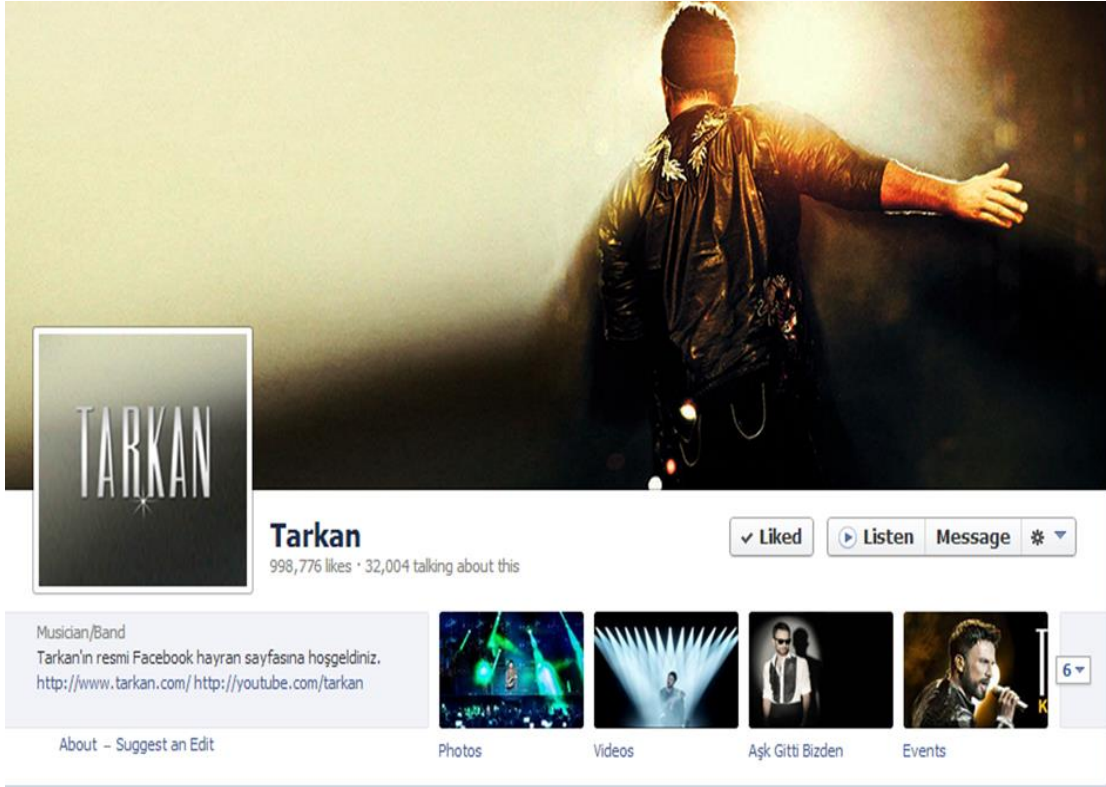 TARKAN
Tarkan
998,776 likes · 32,004 talking about this
✓ Liked
Listen
Message
Musician/Band
Tarkan'ın resmi Facebook hayran sayfasına hoşgeldiniz.
http://www.tarkan.com/ http://youtube.com/tarkan
6
About – Suggest an Edit
Photos
Videos
Aşk Gitti Bizden
Events